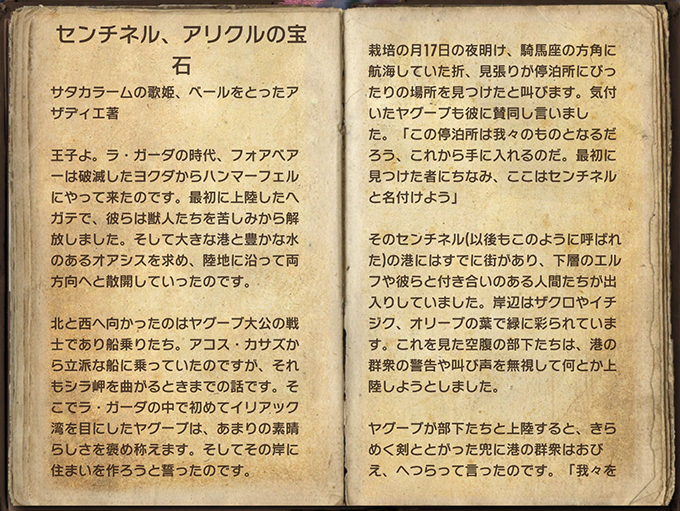 センチネル、アリクルの宝
石
サタカラームの歌姫、ベールをとったア
ザディイエ著
王子よ。ラ・ガーダの時代、フォアベア
ーは破滅したヨクダからハンマーフェル
にやって来たのです。最初に上陸したヘ
ガテで、彼らは獣人たちを苦しみから解
放しました。そして大きな港と豊かな水
のあるオアシスを求め、陸地に沿って両
方向へと散開していったのです。
北と西へ向かったのはヤグーブ大公の戦
士であり船乗りたち。アコス・カサズか
ら立派な船に乗っていたのですが、それ
もシラ岬を曲がるときまでの話です。そ
こでラ・ガーダの中で初めてイリアック
湾を目にしたヤグーブは、あまりの素晴
らしさを褒め称えます。そしてその岸に
住まいを作ろうと誓ったのです。
栽培の月17日の夜明け、騎馬座の方角に
航海していた折、見張りが停泊所にぴっ
たりの場所を見つけたと叫びます。気付
いたヤグーブも彼に賛同し言いまし
た。「この停泊所は我々のものとなるだ
ろう、これから手に入れるのだ。最初に
見つけた者にちなみ、ここはセンチネル
と名付けよう」
そのセンチネル(以後もこのように呼ばれ
た)の港にはすでに街があり、下層のエル
フや彼らと付き合いのある人間たちが出
入りしていました。岸辺はザクロやイチ
ジク、オリーブの葉で緑に彩られていま
す。これを見た空腹の部下たちは、港の
群衆の警告や叫び声を無視して何とか上
陸しようとしました。
ヤグーブが部下たちと上陸すると、きら
めく剣ととがった兜に港の群衆はおび
え、へつらって言ったのです。「我々を